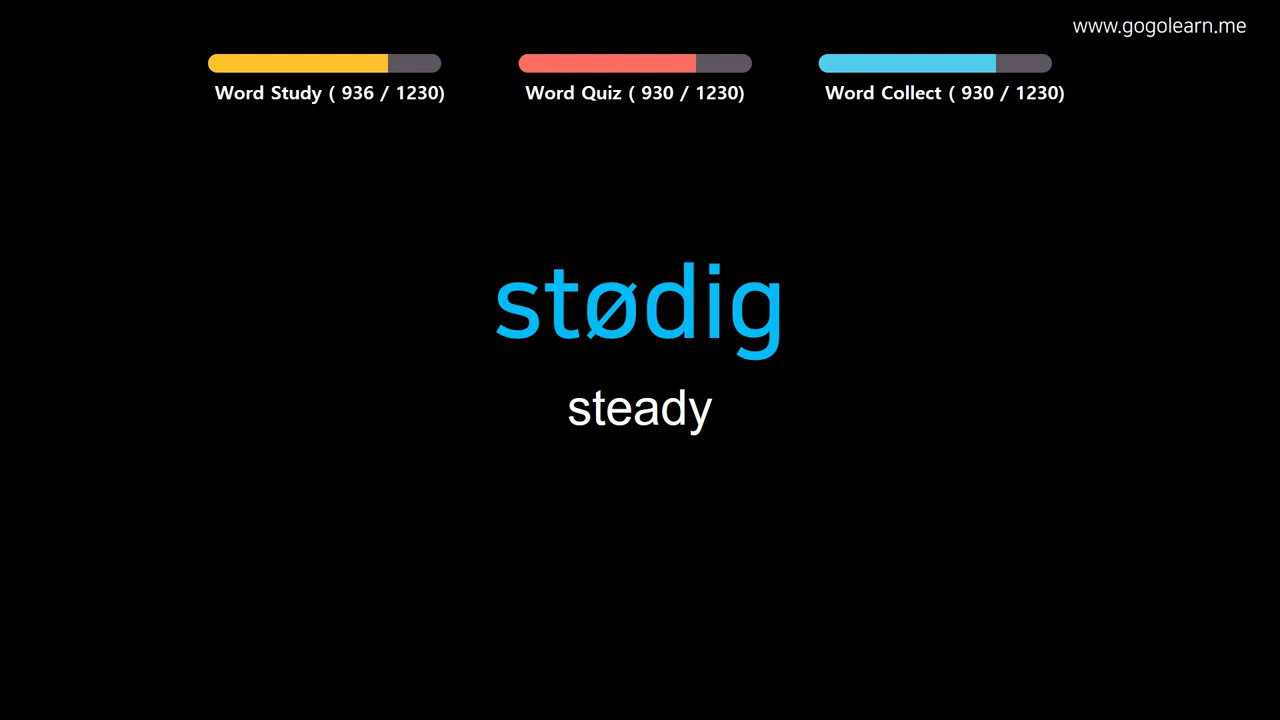 www.gogolearn.me
Word Study ( 936 / 1230)
Word Quiz ( 930 / 1230)
Word Collect ( 930 / 1230)
stødig
steady